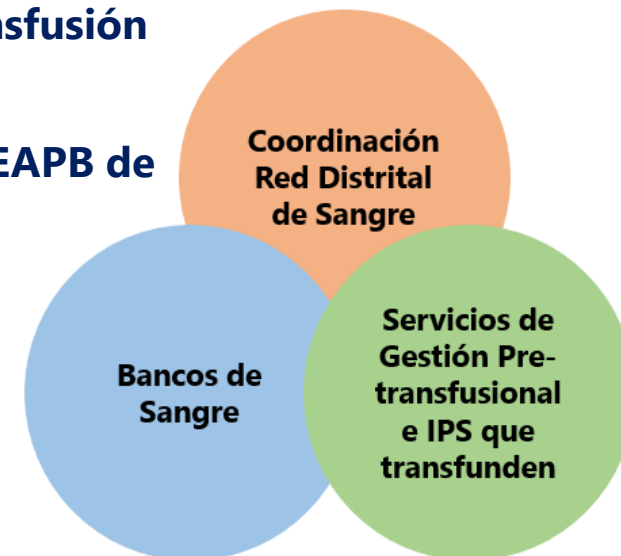 nsfusión
EAPB de
Coordinación
Red Distrital
de Sangre
Bancos de
Sangre
Servicios de
Gestión Pre-
transfusional
e IPS que
transfunden